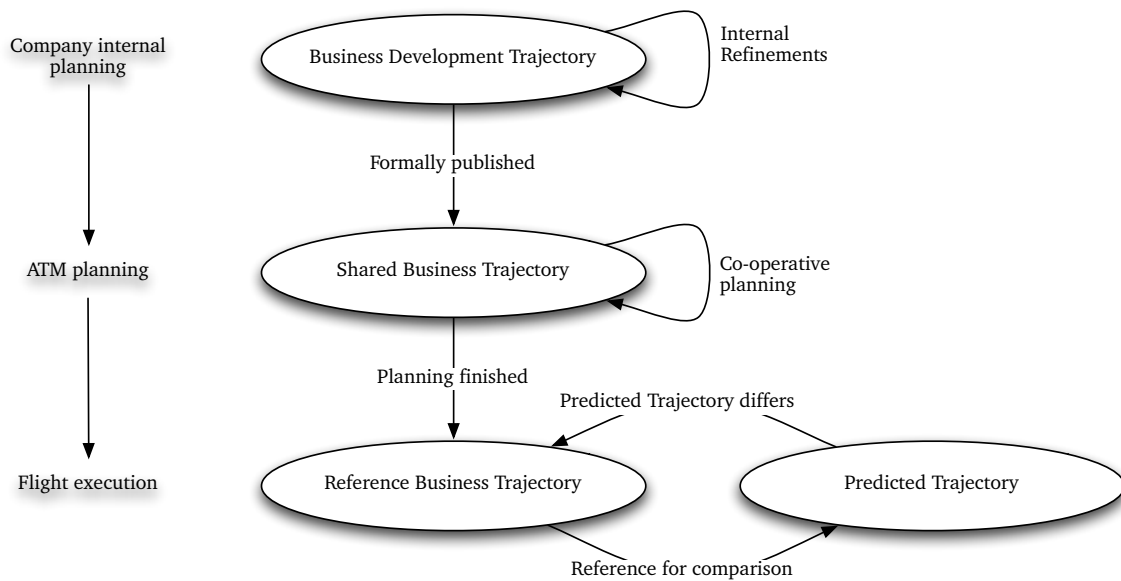 Company internal
planning
Business Development Trajectory
Internal
Refinements
Formally published
ATM planning
Shared Business Trajectory
Co-operative
planning
Planning finished
Predicted Trajectory differs
Flight execution
Reference Business Trajectory
Predicted Trajectory
Reference for comparison